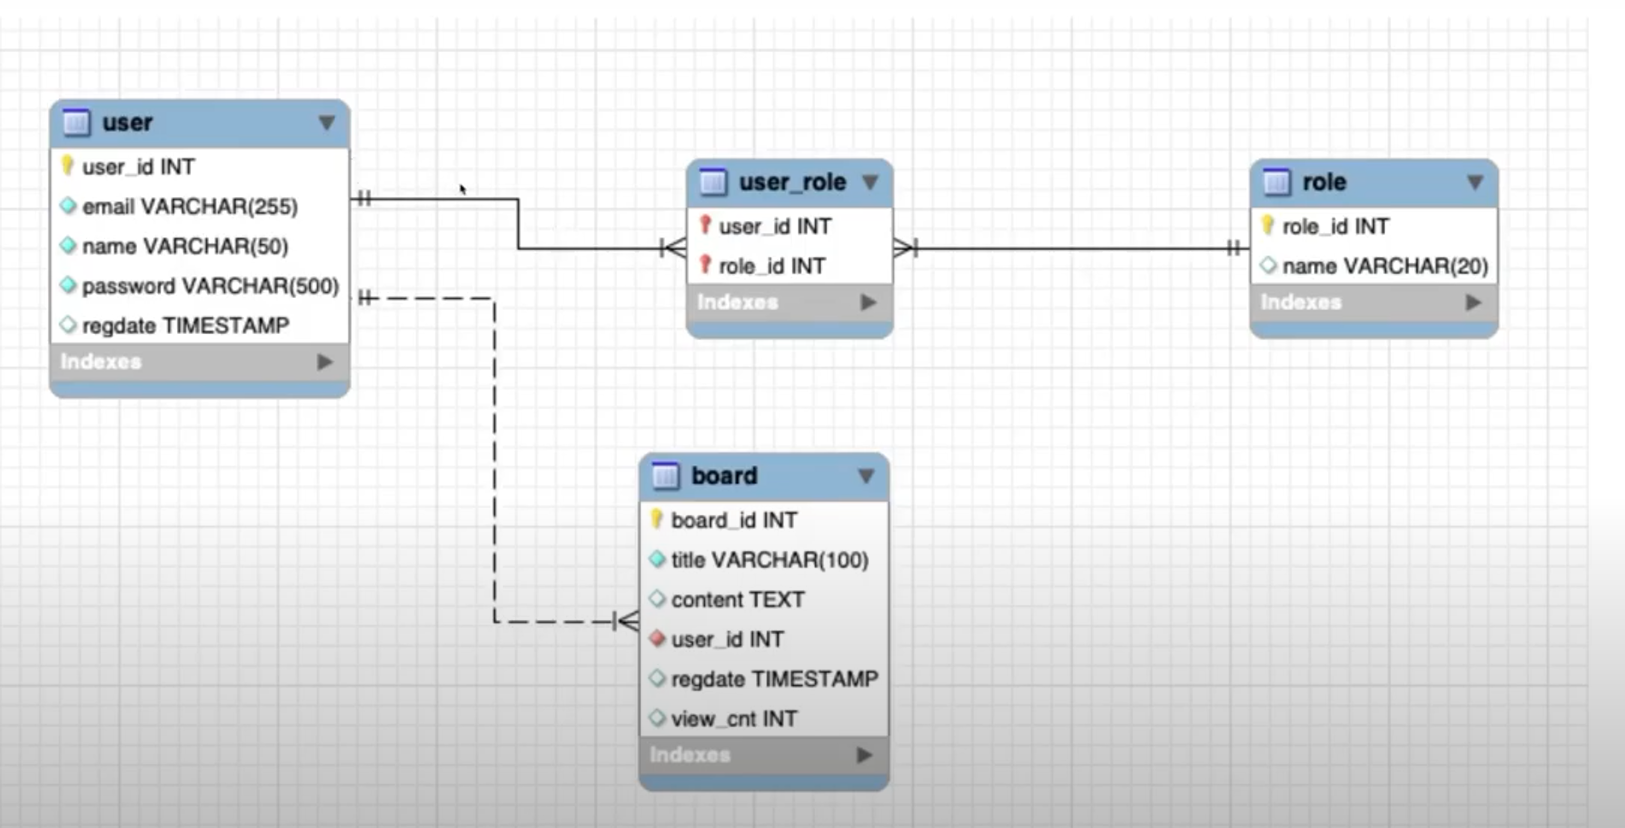 user
user_id INT
email VARCHAR(255)
name VARCHAR(50)
password VARCHAR(500)
regdate TIMESTAMP
Indexes
user_role
user_id INT
role_id INT
Indexes
role
role_id INT
name VARCHAR(20)
Indexes
board
board_id INT
title VARCHAR(100)
content TEXT
user_id INT
regdate TIMESTAMP
view_cnt INT
Indexes